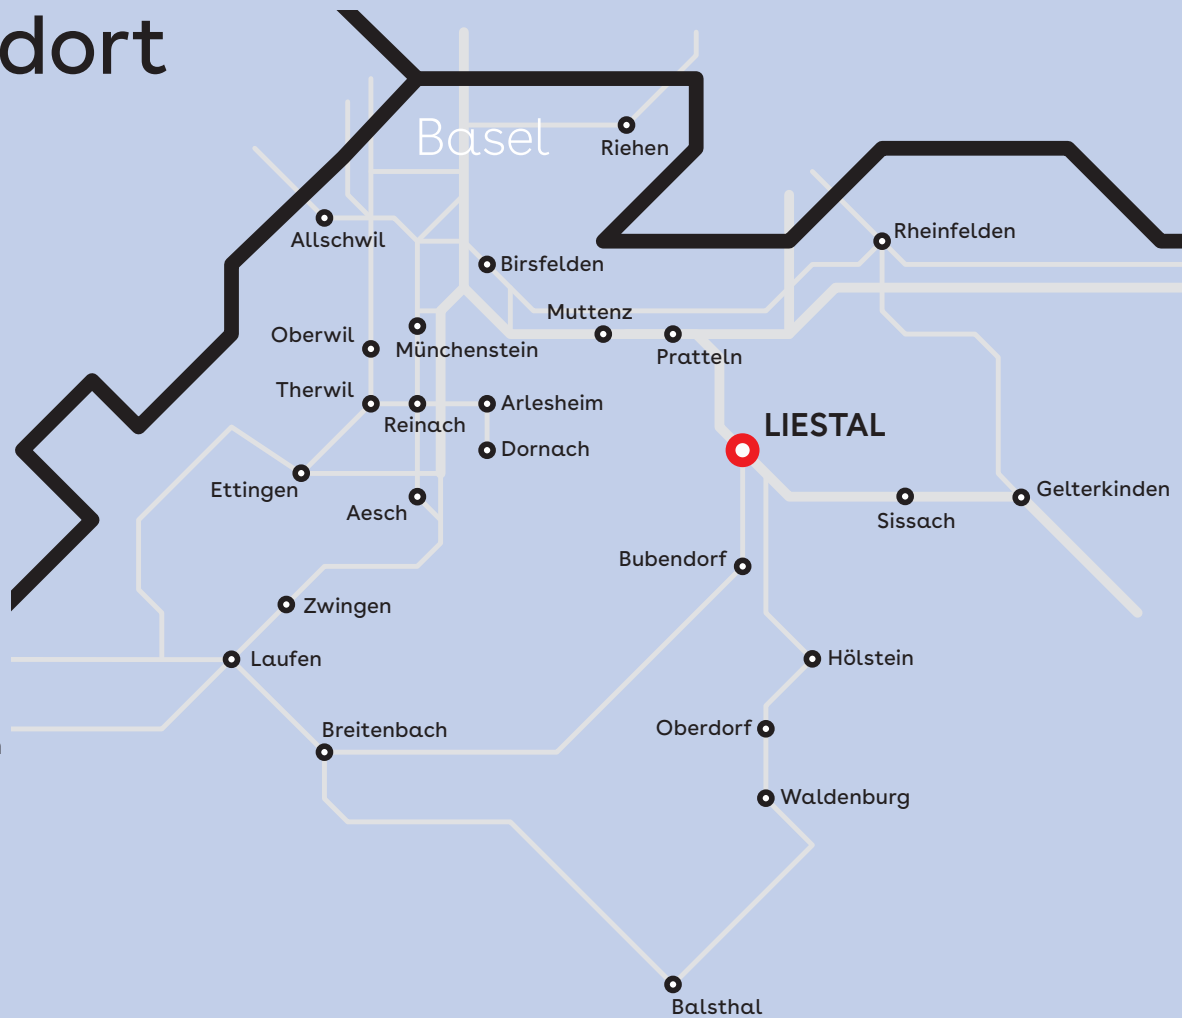 dort
Basel
Riehen
Allschwil
Rheinfelden
Birsfelden
Muttenz
Oberwil
Münchenstein
Pratteln
Therwil
Arlesheim
Reinach
LIESTAL
Dornach
Ettingen
Gelterkinden
Aesch
Sissach
Bubendorf
Zwingen
Laufen
Hölstein
Breitenbach
Oberdorf
Waldenburg
Balsthal